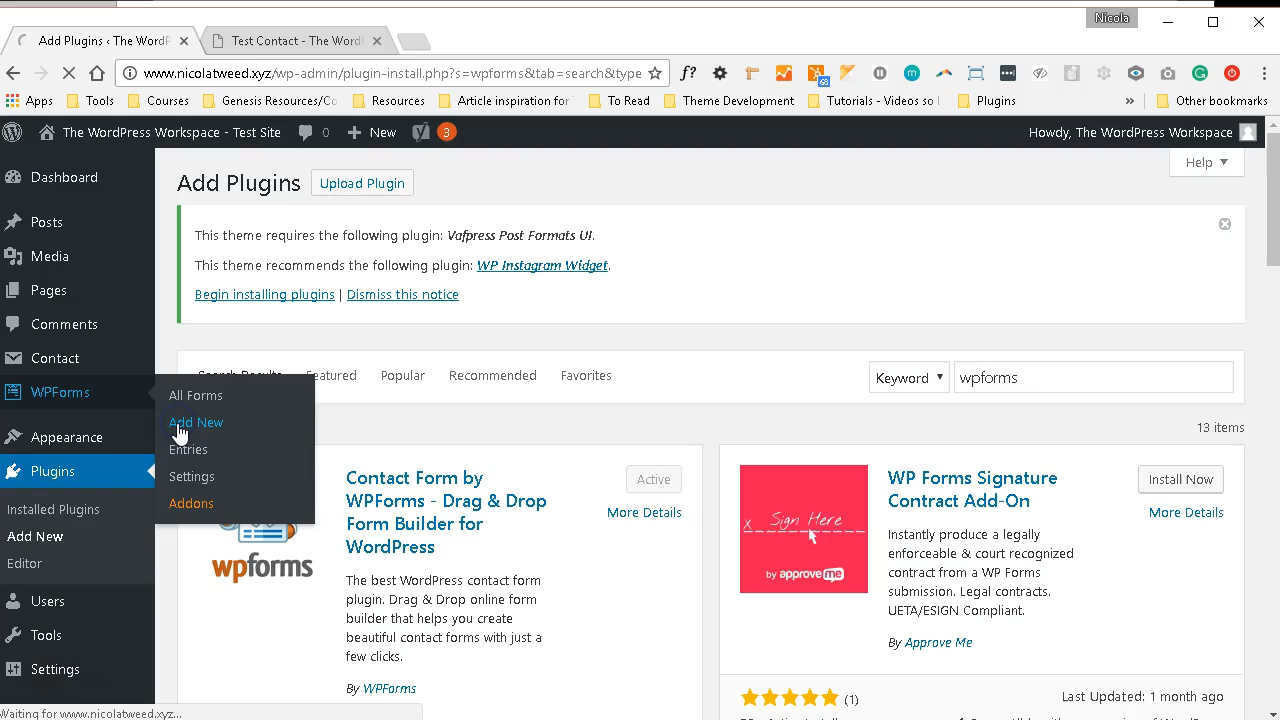 Nicola
Add Plugins ‹ The WordP
Test Contact - The Word
www.nicolatweed.xyz/wp-admin/plugin-install.php?s=wpforms&tab=search&type
f?
68
Apps
Tools
Courses
Genesis Resources/Co
Resources
Article inspiration for
To Read
Theme Development
Tutorials - Videos so
Plugins
»
Other bookmarks
The WordPress Workspace - Test Site
0
+ New
3
Howdy, The WordPress Workspace
Dashboard
Posts
Media
Pages
Comments
Contact
WPForms
Appearance
Plugins
Installed Plugins
Add New
Editor
Users
Tools
Settings
All Forms
Add New
Entries
Settings
Addons
Add Plugins
Upload Plugin
Help
This theme requires the following plugin: Vafpress Post Formats UI.
This theme recommends the following plugin: WP Instagram Widget.
Begin installing plugins | Dismiss this notice
Search Results
Featured
Popular
Recommended
Favorites
Keyword
wpforms
13 items
wpforms
Contact Form by
WPForms - Drag & Drop
Form Builder for
WordPress
Active
More Details
The best WordPress contact form
plugin. Drag & Drop online form
builder that helps you create
beautiful contact forms with just a
few clicks.
By WPForms
x Sign Here
by approve me
WP Forms Signature
Contract Add-On
Install Now
More Details
Instantly produce a legally
enforceable & court recognized
contract from a WP Forms
submission. Legal contracts.
UETA/ESIGN Compliant.
By Approve Me
(1)
Last Updated: 1 month ago
Waiting for www.nicolatweed.xyz...